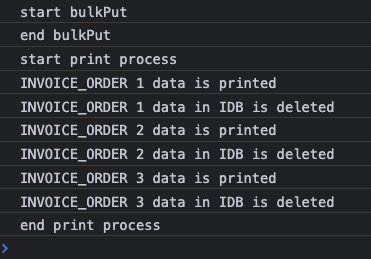 start bulkPut
end bulkPut
start print process
INVOICE_ORDER 1 data is printed
INVOICE_ORDER 1 data in IDB is deleted
INVOICE_ORDER 2 data is printed
INVOICE_ORDER 2 data in IDB is deleted
INVOICE_ORDER 3 data is printed
INVOICE_ORDER 3 data in IDB is deleted
end print process